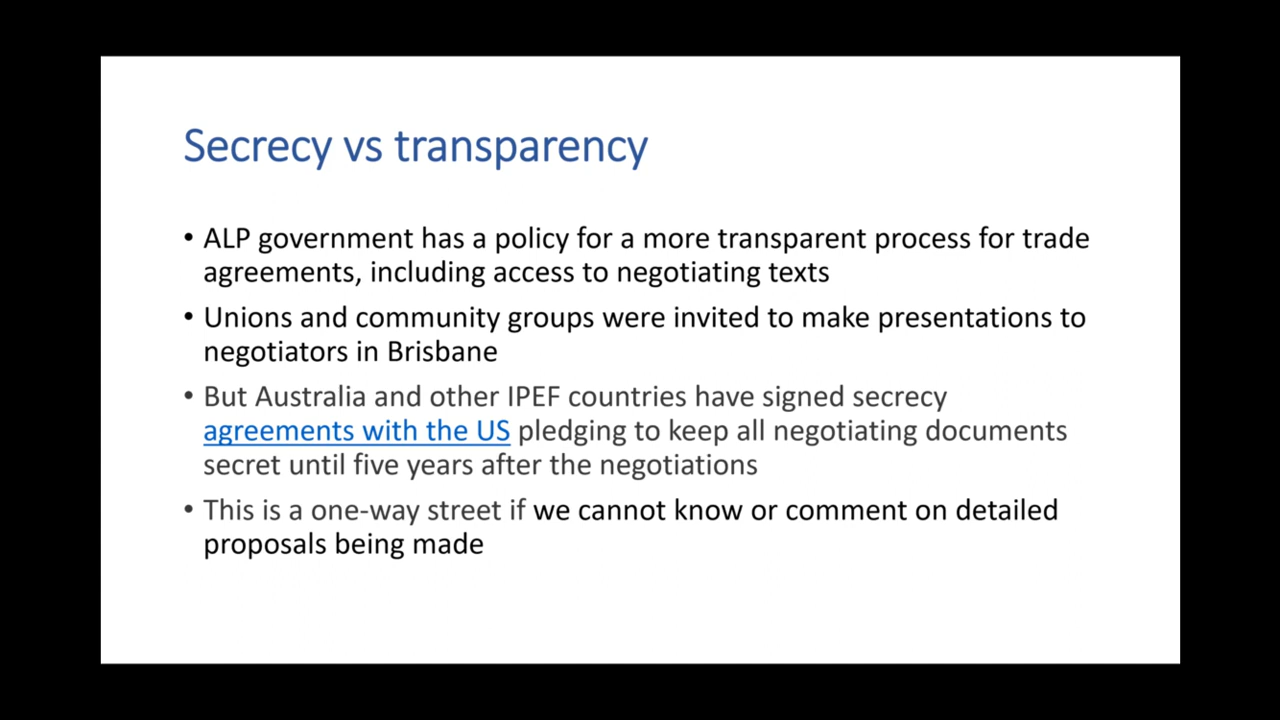 Secrecy vs transparency
• ALP government has a policy for a more transparent process for trade
agreements, including access to negotiating texts
• Unions and community groups were invited to make presentations to
negotiators in Brisbane
• But Australia and other IPEF countries have signed secrecy
agreements with the US pledging to keep all negotiating documents
secret until five years after the negotiations
• This is a one-way street if we cannot know or comment on detailed
proposals being made